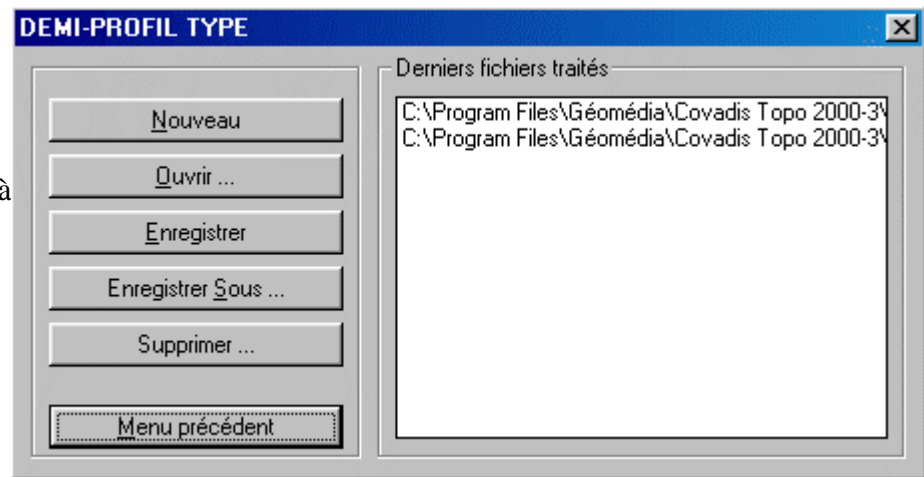 DEMI-PROFIL TYPE
Derniers fichiers traités
Nouveau
C:\Program Files\Géomédia\Covadis Topo 2000-3\
C:\Program Files\Géomédia\Covadis Topo 2000-3\
Ouvrir ...
à
Enregistrer
Enregistrer Sous ...
Supprimer ...
Menu précédent